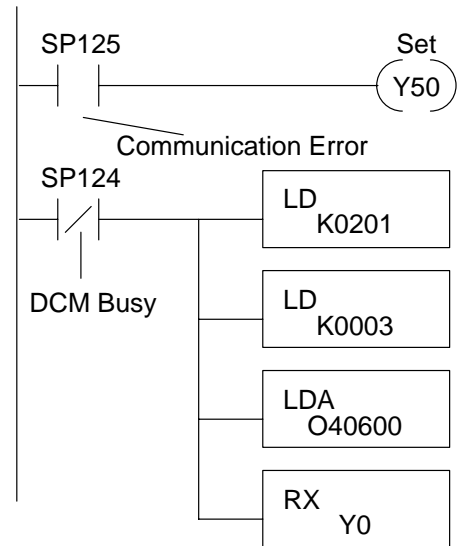 SP125
Set
Y50
Communication Error
SP124
DCM Busy
LD
K0201
LD
K0003
LDA
O40600
RX
Y0